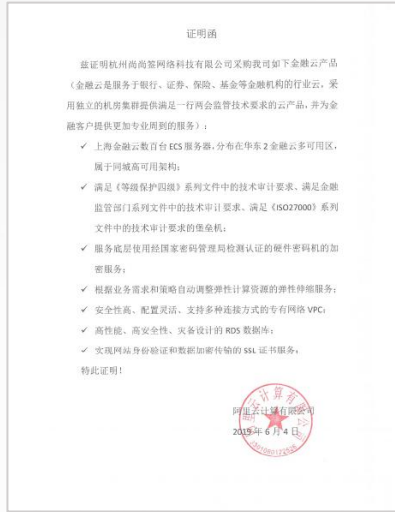 证明函
兹证明杭州尚尚签网络科技有限公司采购我司如下金融云产品
（金融云是服务于银行、证券、保险、基金等金融机构的行业云，采
用独立的机房集群提供满足一行两会监管技术要求的云产品，并为金
融客户提供更加专业周到的服务）：
✓ 上海金融云数百台 ECS 服务器，分布在华东 2 金融云多可用区，
属于同城高可用架构；
✓ 满足《等级保护四级》系列文件中的技术审计要求、满足金融
监管部门系列文件中的技术审计要求、满足《ISO27000》系列
文件中的技术审计要求的堡垒机；
✓ 服务底层使用经国家密码管理局检测认证的硬件密码机的加
密服务；
✓ 根据业务需求和策略自动调整弹性计算资源的弹性伸缩服务；
✓ 安全性高、配置灵活、支持多种连接方式的专有网络 VPC；
✓ 高性能、高安全性、灾备设计的 RDS 数据库；
✓ 实现网站身份验证和数据加密传输的 SSL 证书服务。
特此证明！
阿里云计算有限公司
2019 年 6 月 4 日